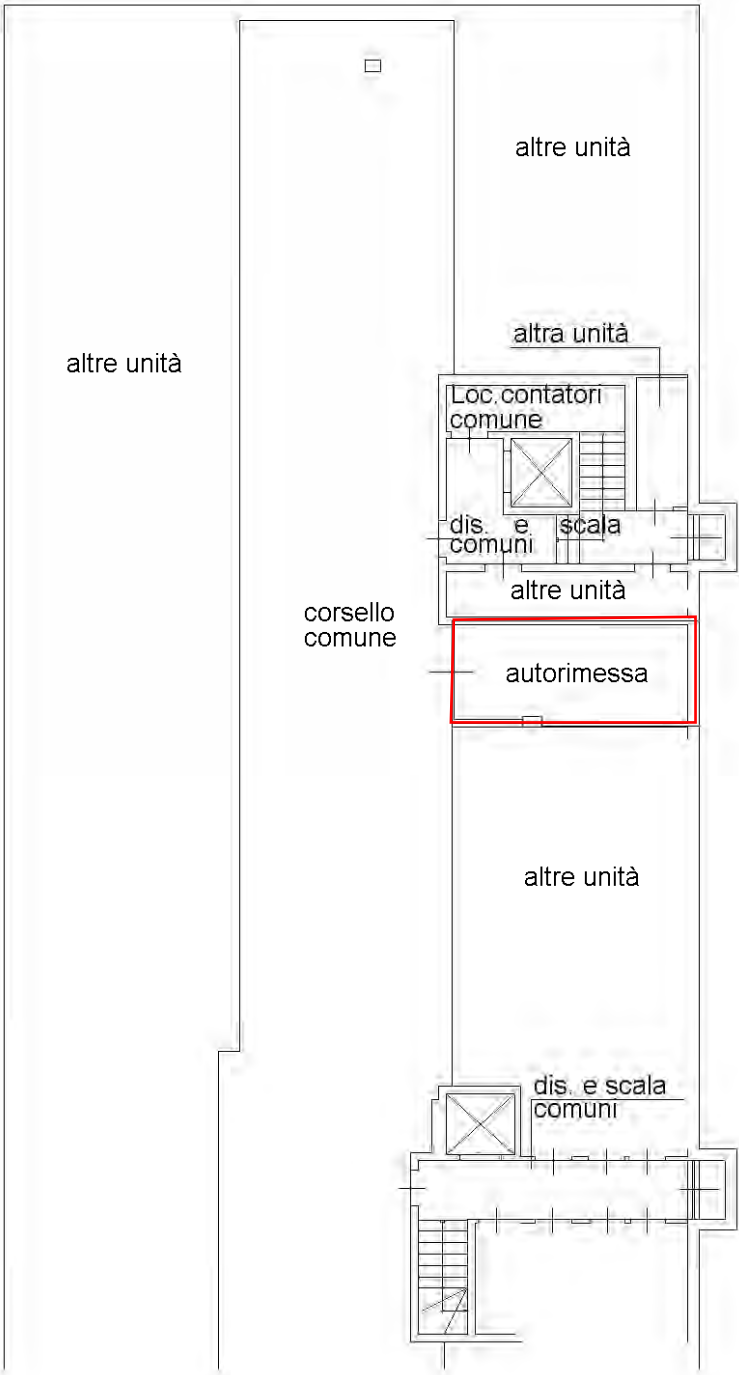 altre unità
altra unità
altre unità
Loc.contatori
comune
dis. e scala
comuni
altre unità
corsello
comune
autorimessa
altre unità
dis. e scala
comuni